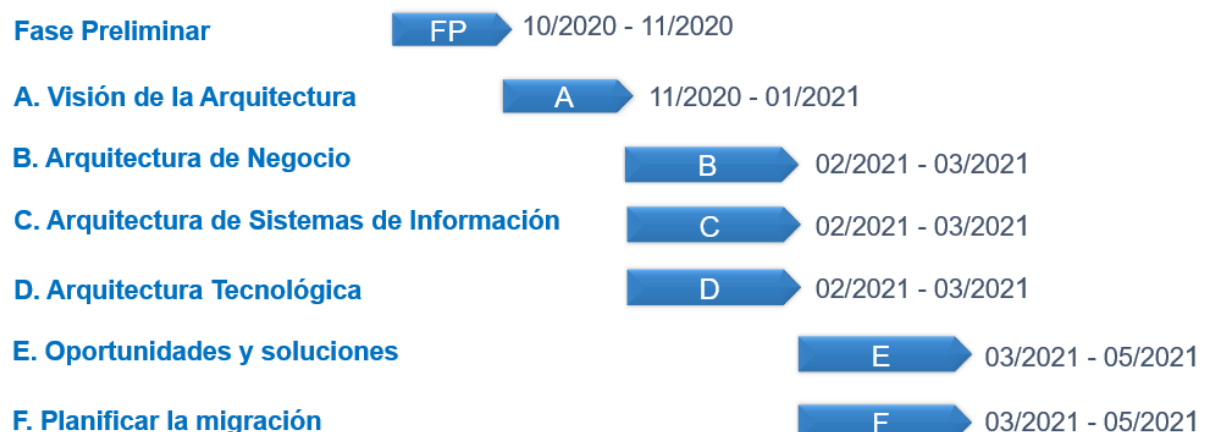 Fase Preliminar FP 10/2020 - 11/2020
A. Visión de la Arquitectura A 11/2020 - 01/2021
B. Arquitectura de Negocio B 02/2021 - 03/2021
C. Arquitectura de Sistemas de Información C 02/2021 - 03/2021
D. Arquitectura Tecnológica D 02/2021 - 03/2021
E. Oportunidades y soluciones E 03/2021 - 05/2021
F. Planificar la migración F 03/2021 - 05/2021